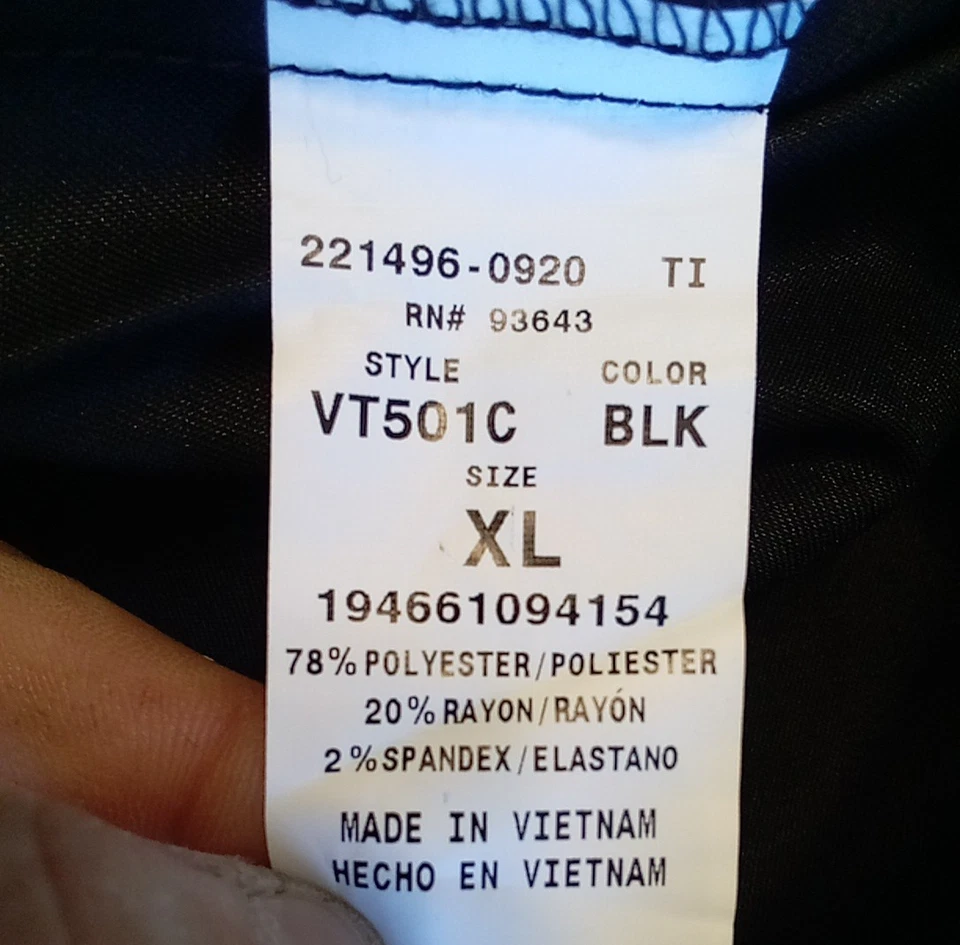 221496-0920 TI
RN# 93643
STYLE COLOR
VT501C BLK
SIZE
XL
194661094154
78% POLYESTER/POLIESTER
20% RAYON/RAYÓN
2% SPANDEX/ELASTANO
MADE IN VIETNAM
HECHO EN VIETNAM